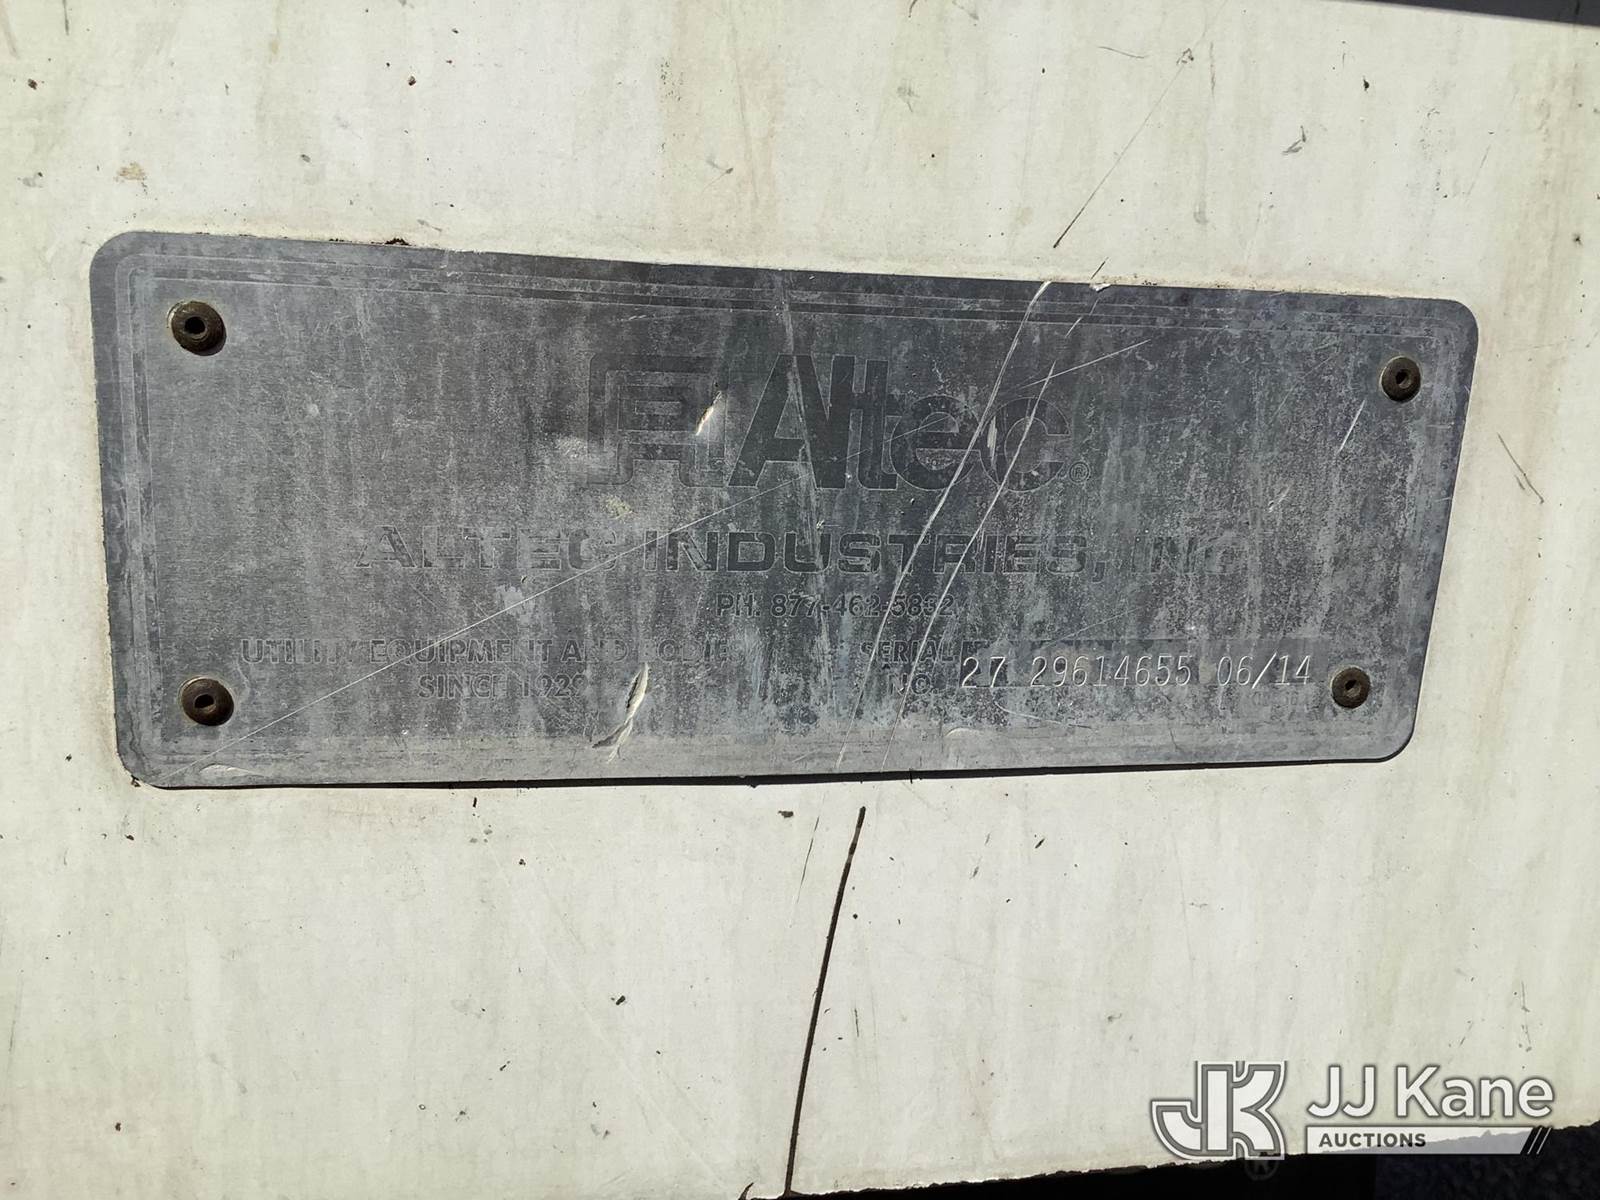 Altec®
ALTEC INDUSTRIES, INC
PH. 877-462-5832
UTILITY EQUIPMENT AND BODIES
SINCE 1929
SERIAL
NO. 27 29614655 06/14
JJ Kane
AUCTIONS